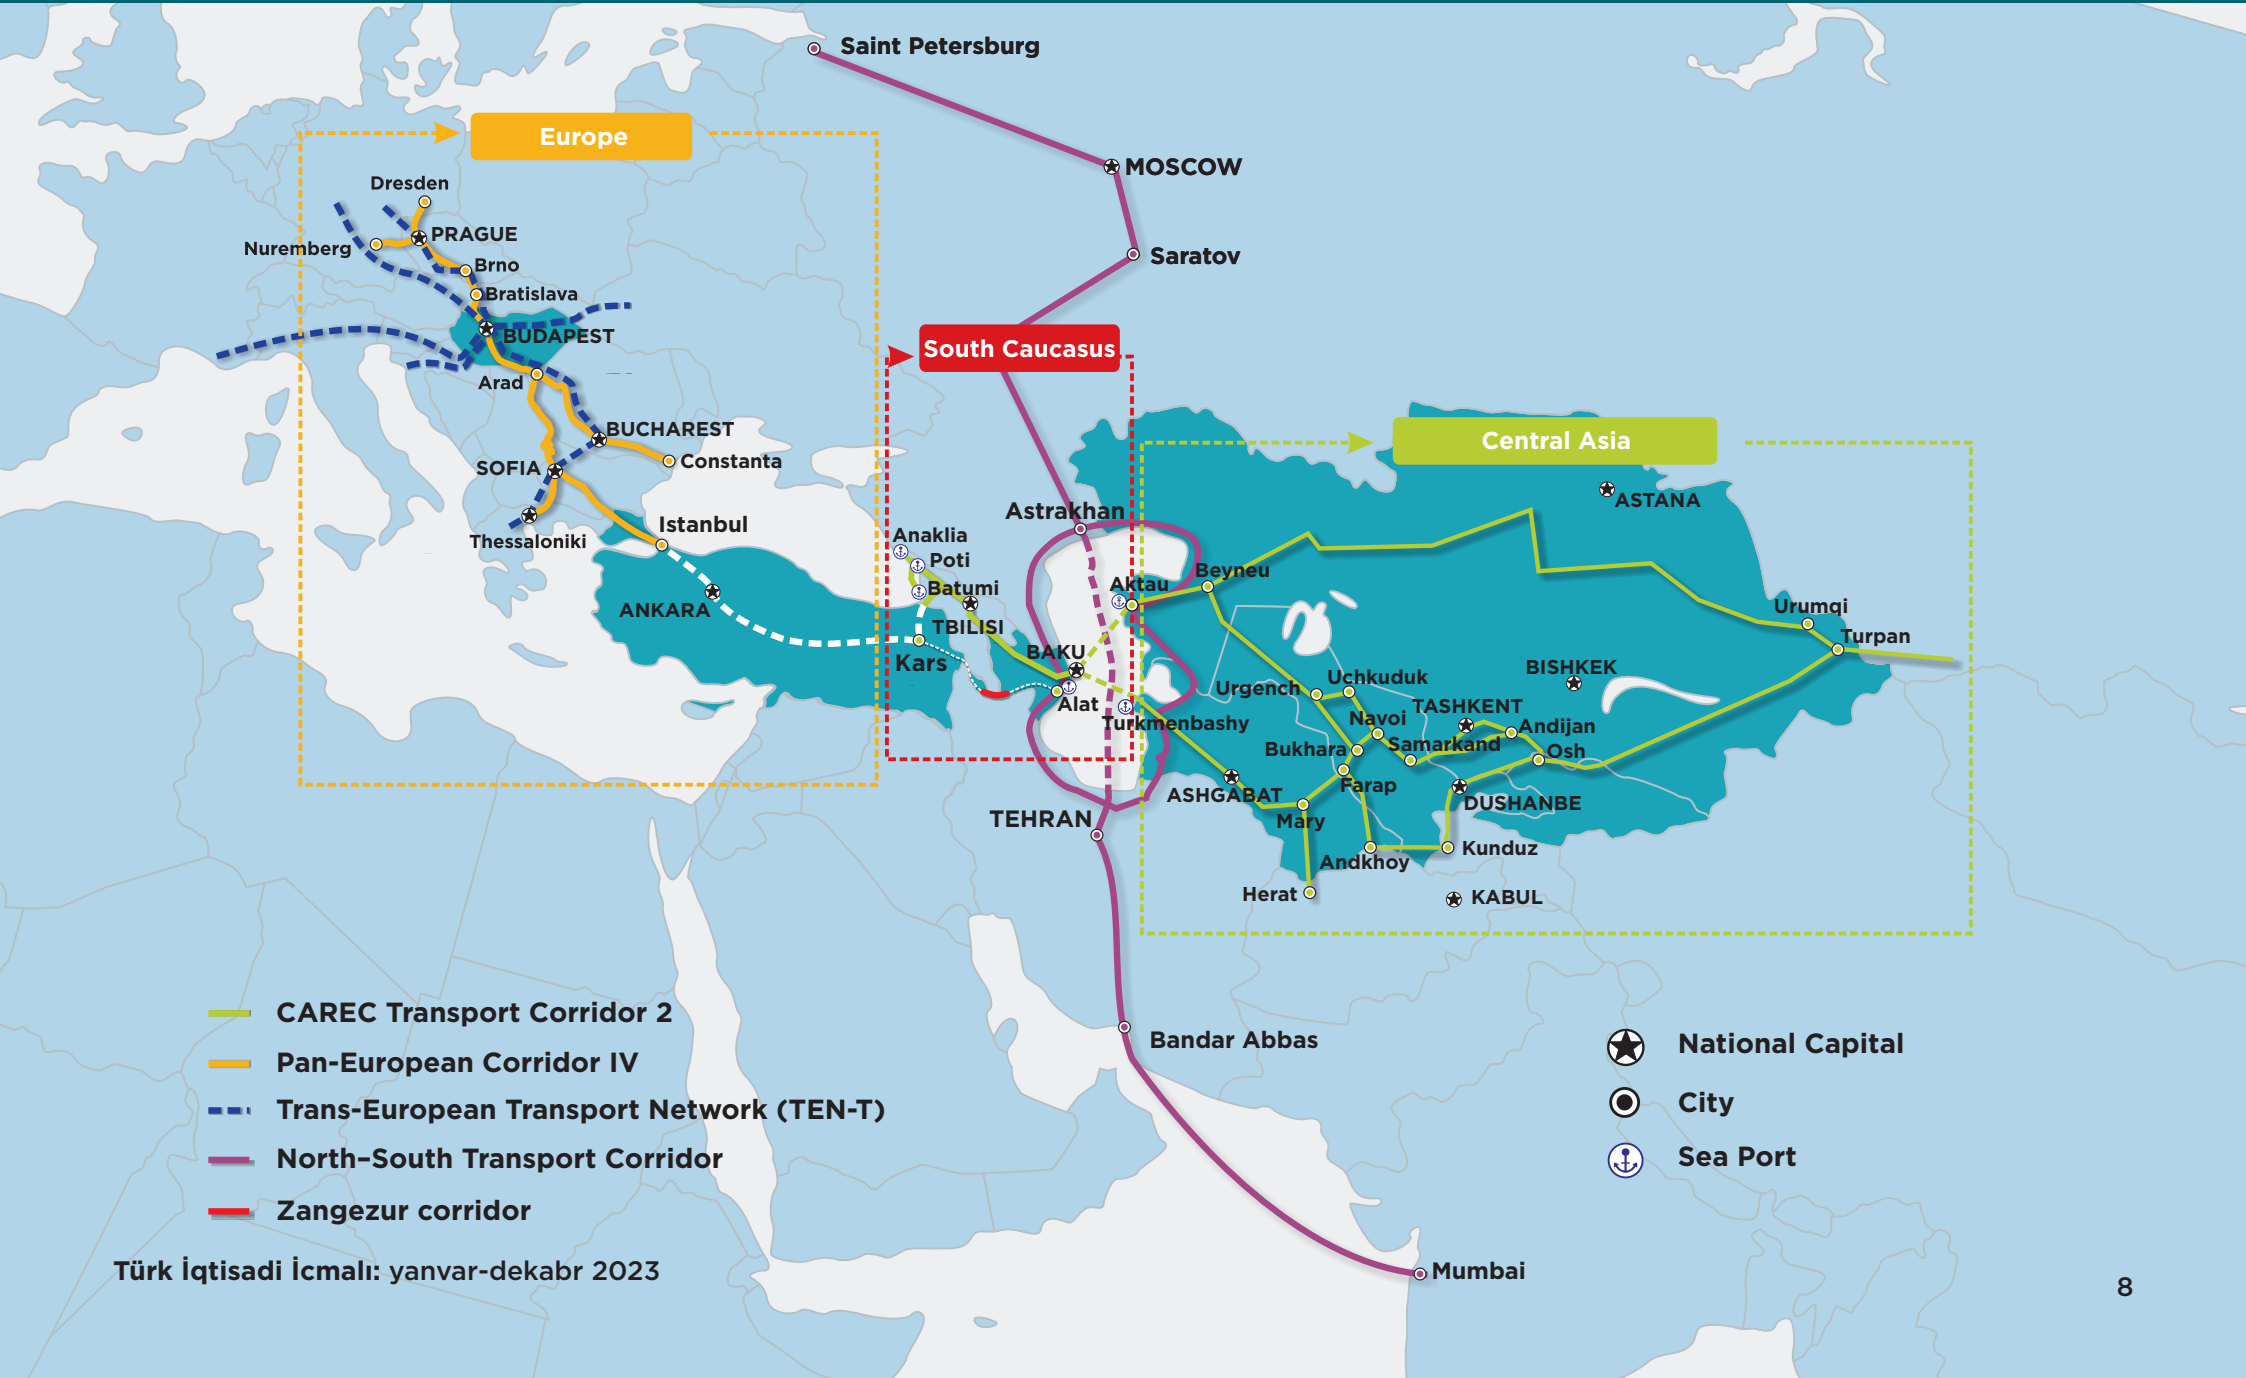 Saint Petersburg
Europe
MOSCOW
Dresden
PRAGUE
Nuremberg
Saratov
Brno
Bratislava
BUDAPEST
South Caucasus
Arad
BUCHAREST
Central Asia
Constanta
SOFIA
ASTANA
Astrakhan
Istanbul
Thessaloniki
Anaklia
Poti
Beyneu
Aktau
Batumi
ANKARA
Urumqi
TBILISI
Turpan
BAKU
Kars
BISHKEK
Uchkuduk
Urgench
Alat
TASHKENT
Navoi
Turkmenbashy
Andijan
Samarkand
Bukhara
Osh
Farap
ASHGABAT
DUSHANBE
TEHRAN
Mary
Kunduz
Andkhoy
Herat
KABUL
CAREC Transport Corridor 2
Pan-European Corridor IV
Trans-European Transport Network (TEN-T)
North–South Transport Corridor
Zangezur corridor
Bandar Abbas
National Capital
City
Sea Port
Mumbai
Türk İqtisadi İcmalı: yanvar-dekabr 2023
8